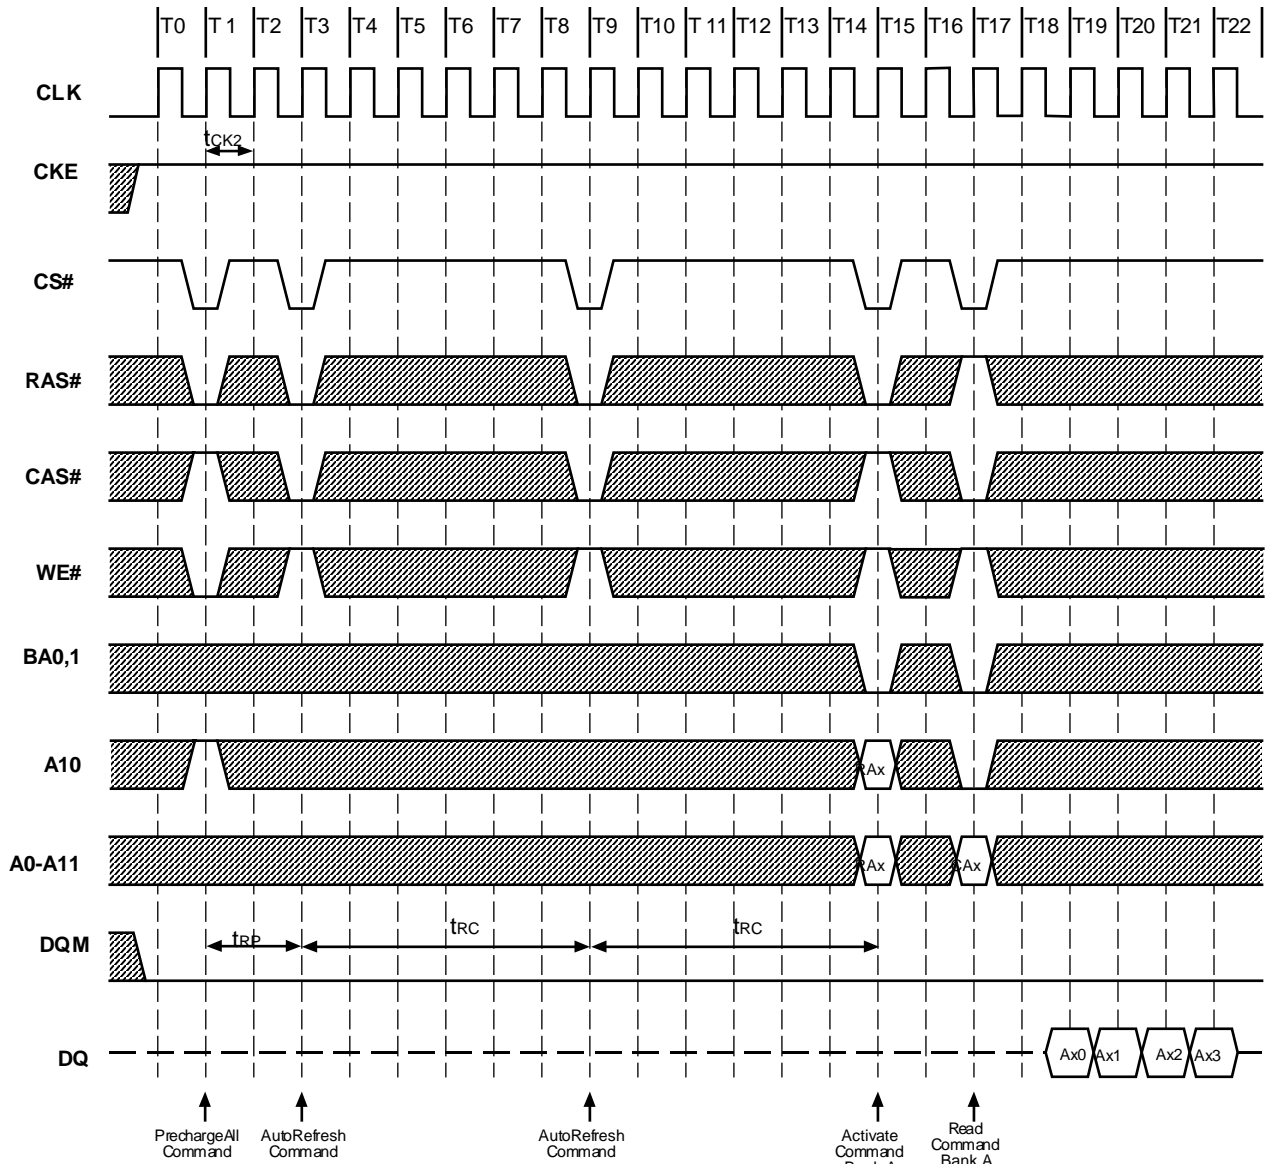 T0 T 1 T2 T3 T4 T5 T6 T7 T8 T9 T10 T 11 T12 T13 T14 T15 T16 T17 T18 T19 T20 T21 T22
CLK
tCK2
CKE
CS#
RAS#
CAS#
WE#
BA0,1
A10
RAx
A0-A11
RAx
CAx
DQM
tRP
tRC
tRC
DQ
Ax0
Ax1
Ax2
Ax3
PrechargeAll
Command
AutoRefresh
Command
AutoRefresh
Command
Activate
Command
Bank A
Read
Command
Bank A